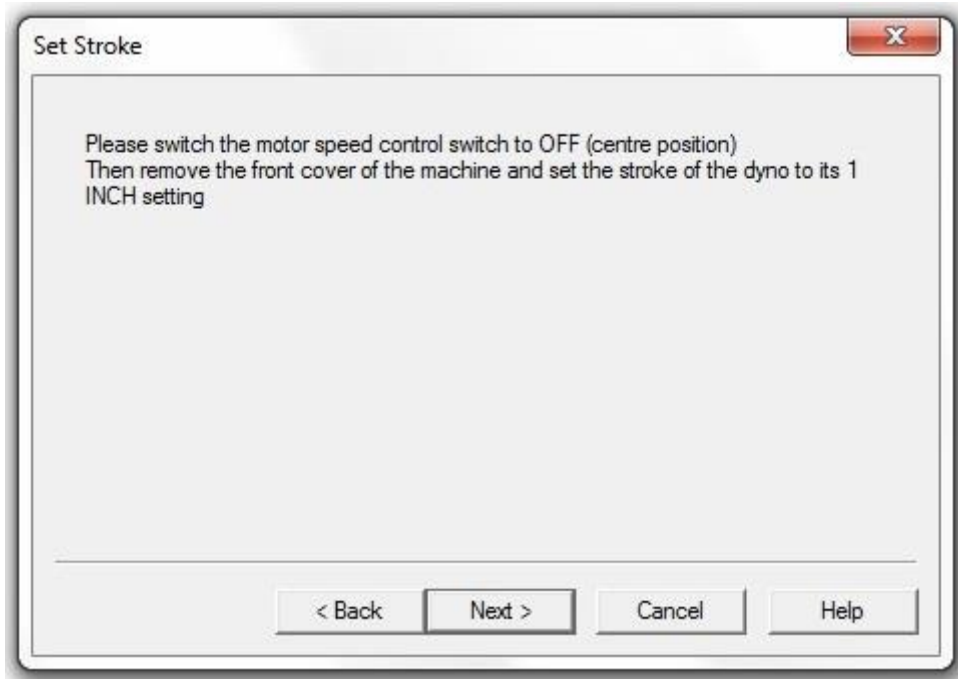 Set Stroke
Please switch the motor speed control switch to OFF (centre position)
Then remove the front cover of the machine and set the stroke of the dyno to its 1
INCH setting
< Back
Next >
Cancel
Help